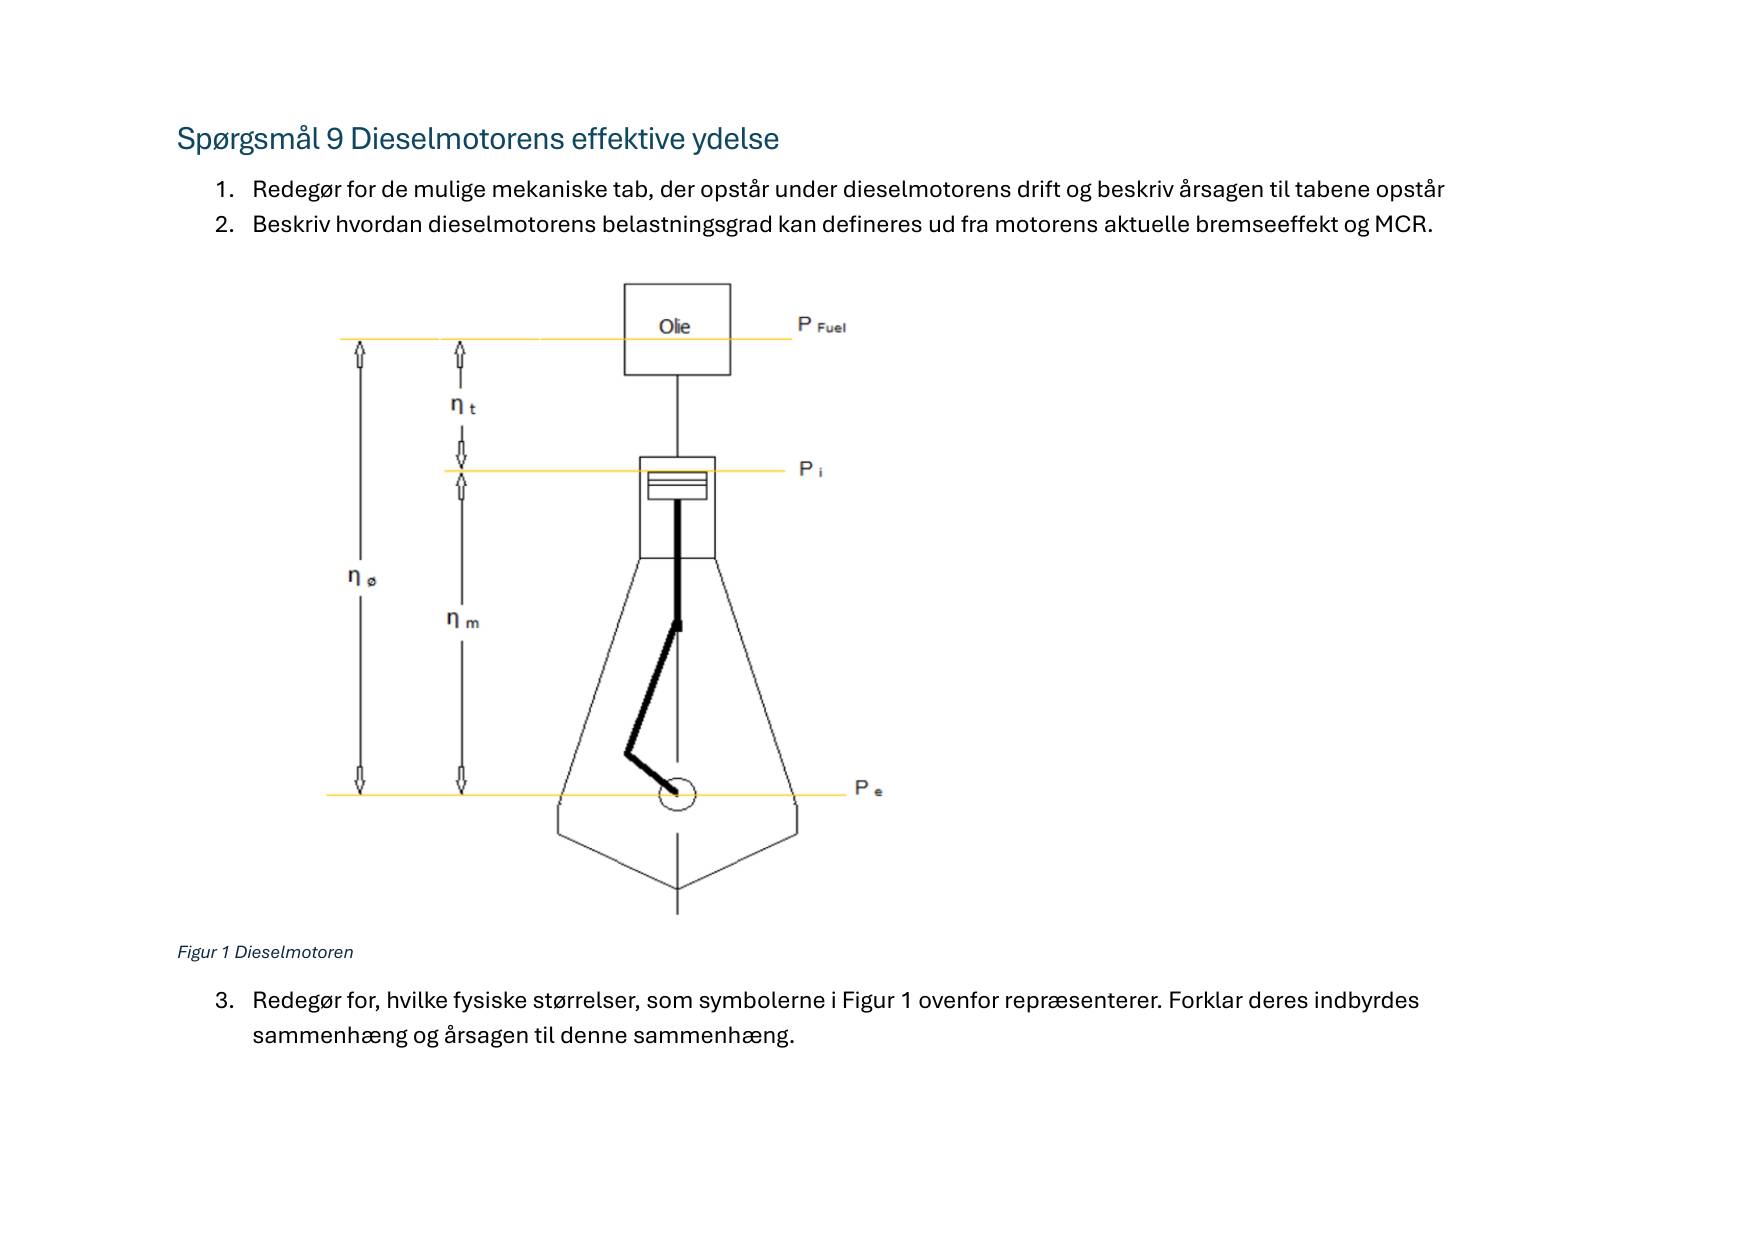 Spørgsmål 9 Dieselmotorens effektive ydelse
1. Redegør for de mulige mekaniske tab, der opstår under dieselmotorens drift og beskriv årsagen til tabene opstår
2. Beskriv hvordan dieselmotorens belastningsgrad kan defineres ud fra motorens aktuelle bremseeffekt og MCR.
Olie
P Fuel
η t
P i
η ø
η m
P e
Figur 1 Dieselmotoren
3. Redegør for, hvilke fysiske størrelser, som symbolerne i Figur 1 ovenfor repræsenterer. Forklar deres indbyrdes
sammenhæng og årsagen til denne sammenhæng.